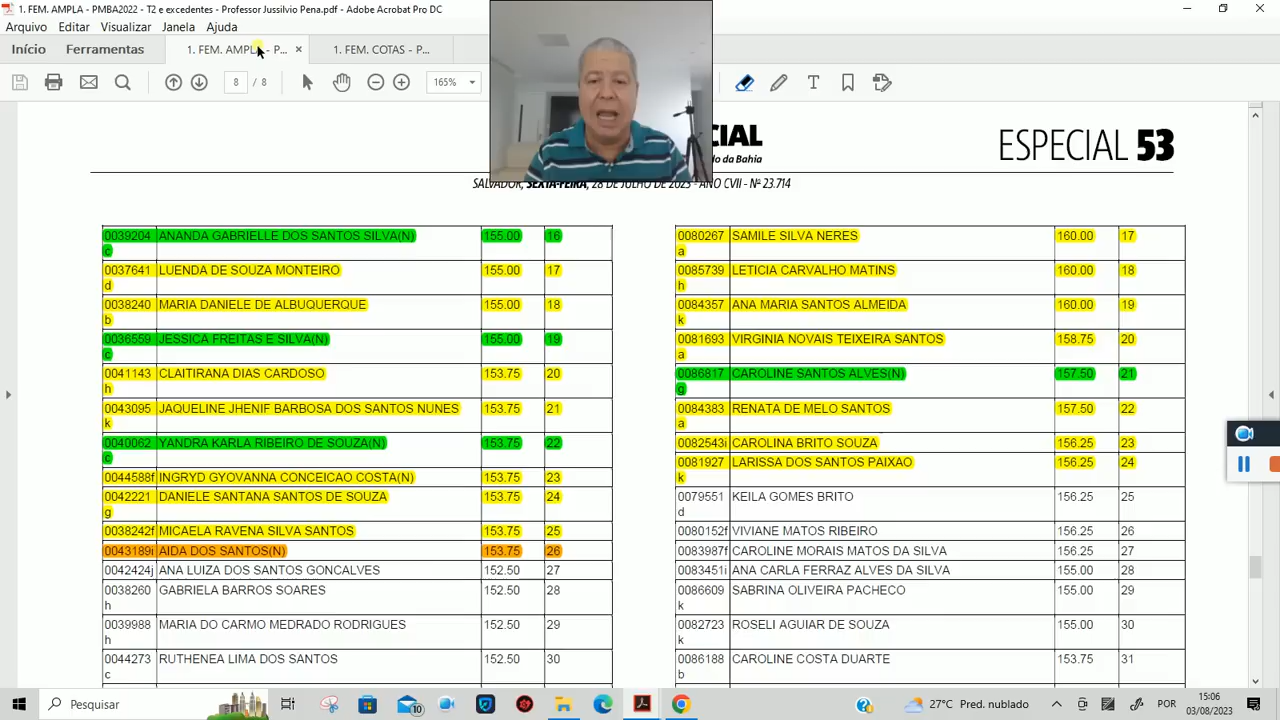 1. FEM. AMPLA - PMBA2022 - T2 e excedentes - Professor Jussilvio Pena.pdf - Adobe Acrobat Pro DC
Arquivo Editar Visualizar Janela Ajuda
Início Ferramentas 1. FEM. AMPLA - P... × 1. FEM. COTAS - P...
8 / 8 165%
CIAL
do da Bahia
ESPECIAL 53
SALVADOR, SEXTA-FEIRA, 28 DE JULHO DE 2023 - ANO CVII - Nº 23.714
0039204 ANANDA GABRIELLE DOS SANTOS SILVA(N) 155.00 16
c
0037641 LUENDA DE SOUZA MONTEIRO 155.00 17
d
0038240 MARIA DANIELE DE ALBUQUERQUE 155.00 18
b
0036559 JESSICA FREITAS E SILVA(N) 155.00 19
c
0041143 CLAITIRANA DIAS CARDOSO 153.75 20
h
0043095 JAQUELINE JHENIF BARBOSA DOS SANTOS NUNES 153.75 21
k
0040062 YANDRA KARLA RIBEIRO DE SOUZA(N) 153.75 22
c
0044588f INGRYD GYOVANNA CONCEICAO COSTA(N) 153.75 23
0042221 DANIELE SANTANA SANTOS DE SOUZA 153.75 24
g
0038242f MICAELA RAVENA SILVA SANTOS 153.75 25
0043189i AIDA DOS SANTOS(N) 153.75 26
0042424j ANA LUIZA DOS SANTOS GONCALVES 152.50 27
0038260 GABRIELA BARROS SOARES 152.50 28
h
0039988 MARIA DO CARMO MEDRADO RODRIGUES 152.50 29
h
0044273 RUTHENEA LIMA DOS SANTOS 152.50 30
c
0080267 SAMILE SILVA NERES 160.00 17
a
0085739 LETICIA CARVALHO MATINS 160.00 18
h
0084357 ANA MARIA SANTOS ALMEIDA 160.00 19
k
0081693 VIRGINIA NOVAIS TEIXEIRA SANTOS 158.75 20
a
0086817 CAROLINE SANTOS ALVES(N) 157.50 21
g
0084383 RENATA DE MELO SANTOS 157.50 22
a
0082543i CAROLINA BRITO SOUZA 156.25 23
0081927 LARISSA DOS SANTOS PAIXAO 156.25 24
k
0079551 KEILA GOMES BRITO 156.25 25
d
0080152f VIVIANE MATOS RIBEIRO 156.25 26
0083987f CAROLINE MORAIS MATOS DA SILVA 156.25 27
0083451i ANA CARLA FERRAZ ALVES DA SILVA 155.00 28
0086609 SABRINA OLIVEIRA PACHECO 155.00 29
k
0082723 ROSELI AGUIAR DE SOUZA 155.00 30
k
0086188 CAROLINE COSTA DUARTE 153.75 31
k
Pesquisar 10 27°C Pred. nublado POR 15:06
03/08/2023